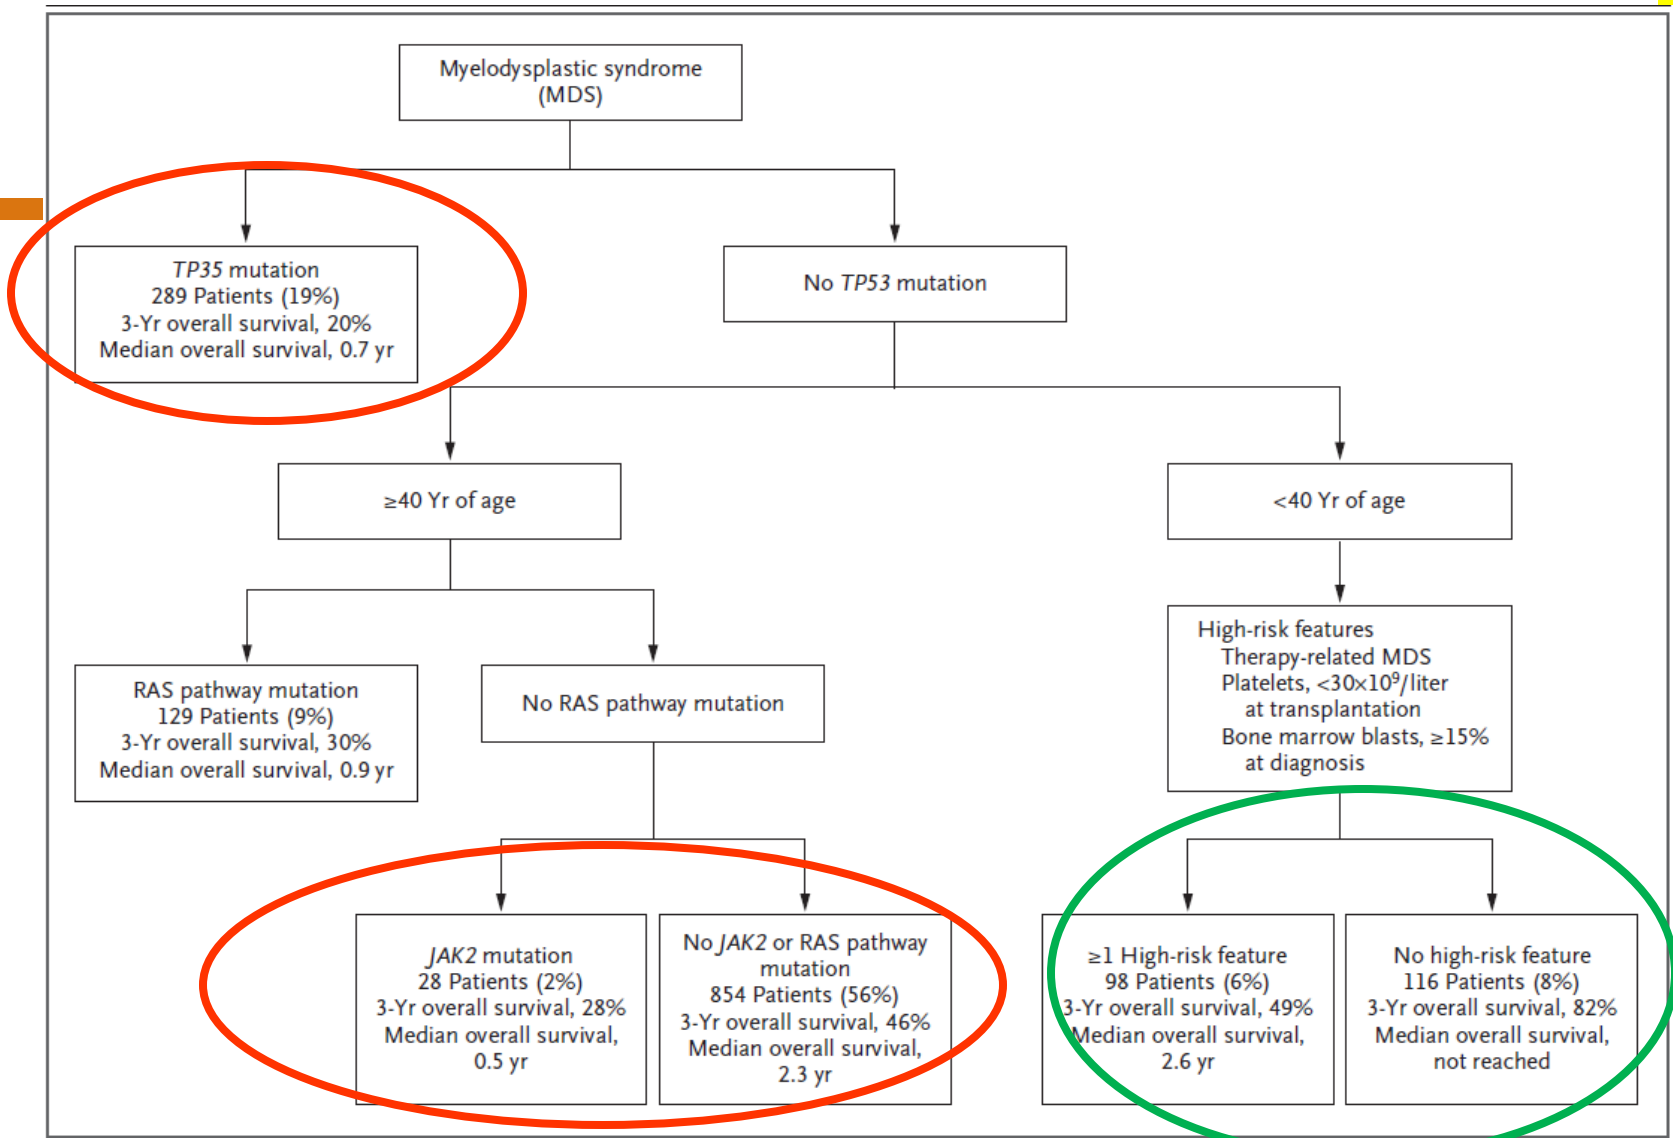 Myelodysplastic syndrome
(MDS)
TP35 mutation
289 Patients (19%)
3-Yr overall survival, 20%
Median overall survival, 0.7 yr
No TP53 mutation
≥40 Yr of age
<40 Yr of age
RAS pathway mutation
129 Patients (9%)
3-Yr overall survival, 30%
Median overall survival, 0.9 yr
No RAS pathway mutation
High-risk features
Therapy-related MDS
Platelets, <30×10⁹/liter
at transplantation
Bone marrow blasts, ≥15%
at diagnosis
JAK2 mutation
28 Patients (2%)
3-Yr overall survival, 28%
Median overall survival,
0.5 yr
No JAK2 or RAS pathway
mutation
854 Patients (56%)
3-Yr overall survival, 46%
Median overall survival,
2.3 yr
≥1 High-risk feature
98 Patients (6%)
3-Yr overall survival, 49%
Median overall survival,
2.6 yr
No high-risk feature
116 Patients (8%)
3-Yr overall survival, 82%
Median overall survival,
not reached